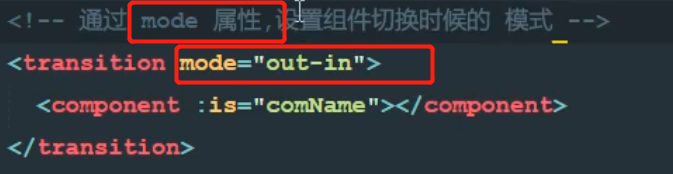 <!-- 通过 mode 属性,设置组件切换时候的 模式 -->
<transition mode="out-in">
<component :is="comName"></component>
</transition>